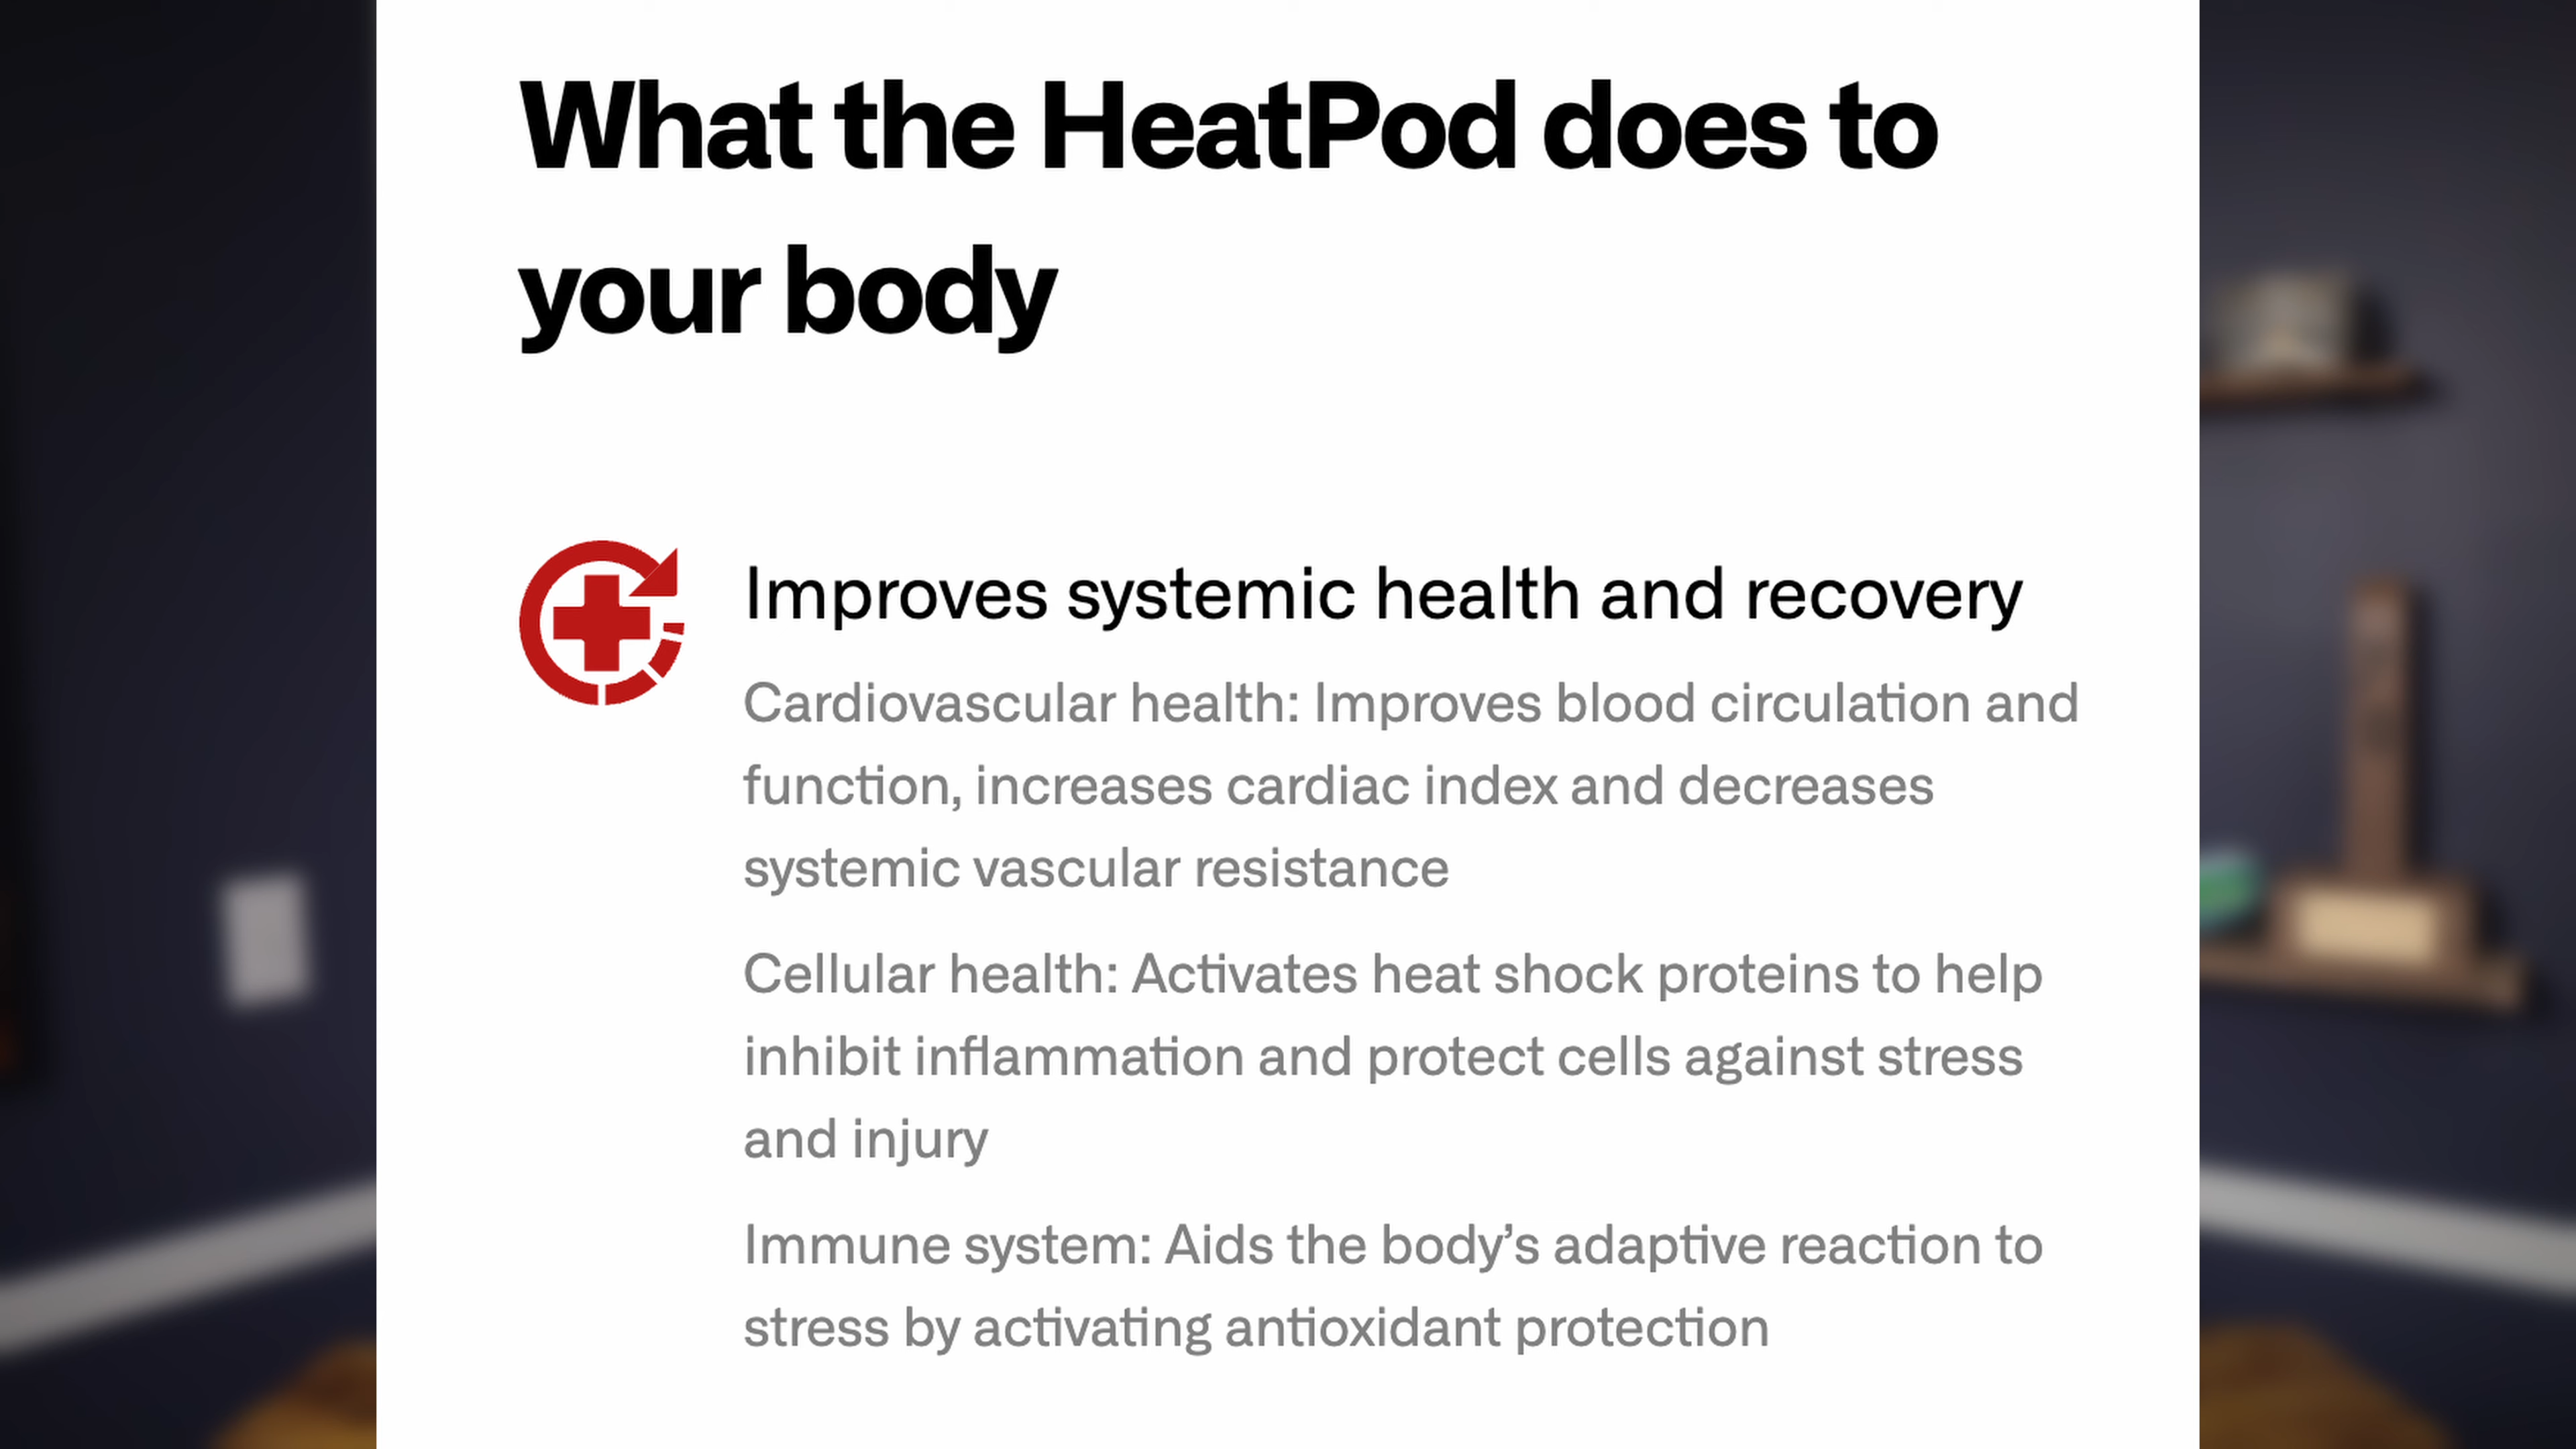 What the HeatPod does to
your body
Improves systemic health and recovery
Cardiovascular health: Improves blood circulation and
function, increases cardiac index and decreases
systemic vascular resistance
Cellular health: Activates heat shock proteins to help
inhibit inflammation and protect cells against stress
and injury
Immune system: Aids the body’s adaptive reaction to
stress by activating antioxidant protection